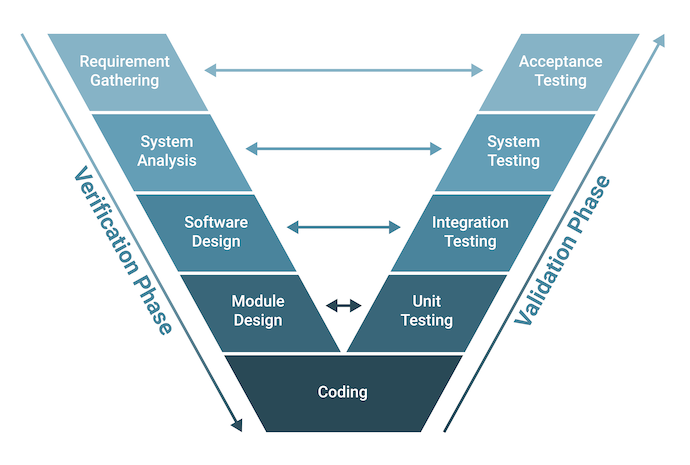 Requirement
Gathering
Acceptance
Testing
System
Analysis
System
Testing
Software
Design
Integration
Testing
Module
Design
Unit
Testing
Coding
Verification Phase
Validation Phase